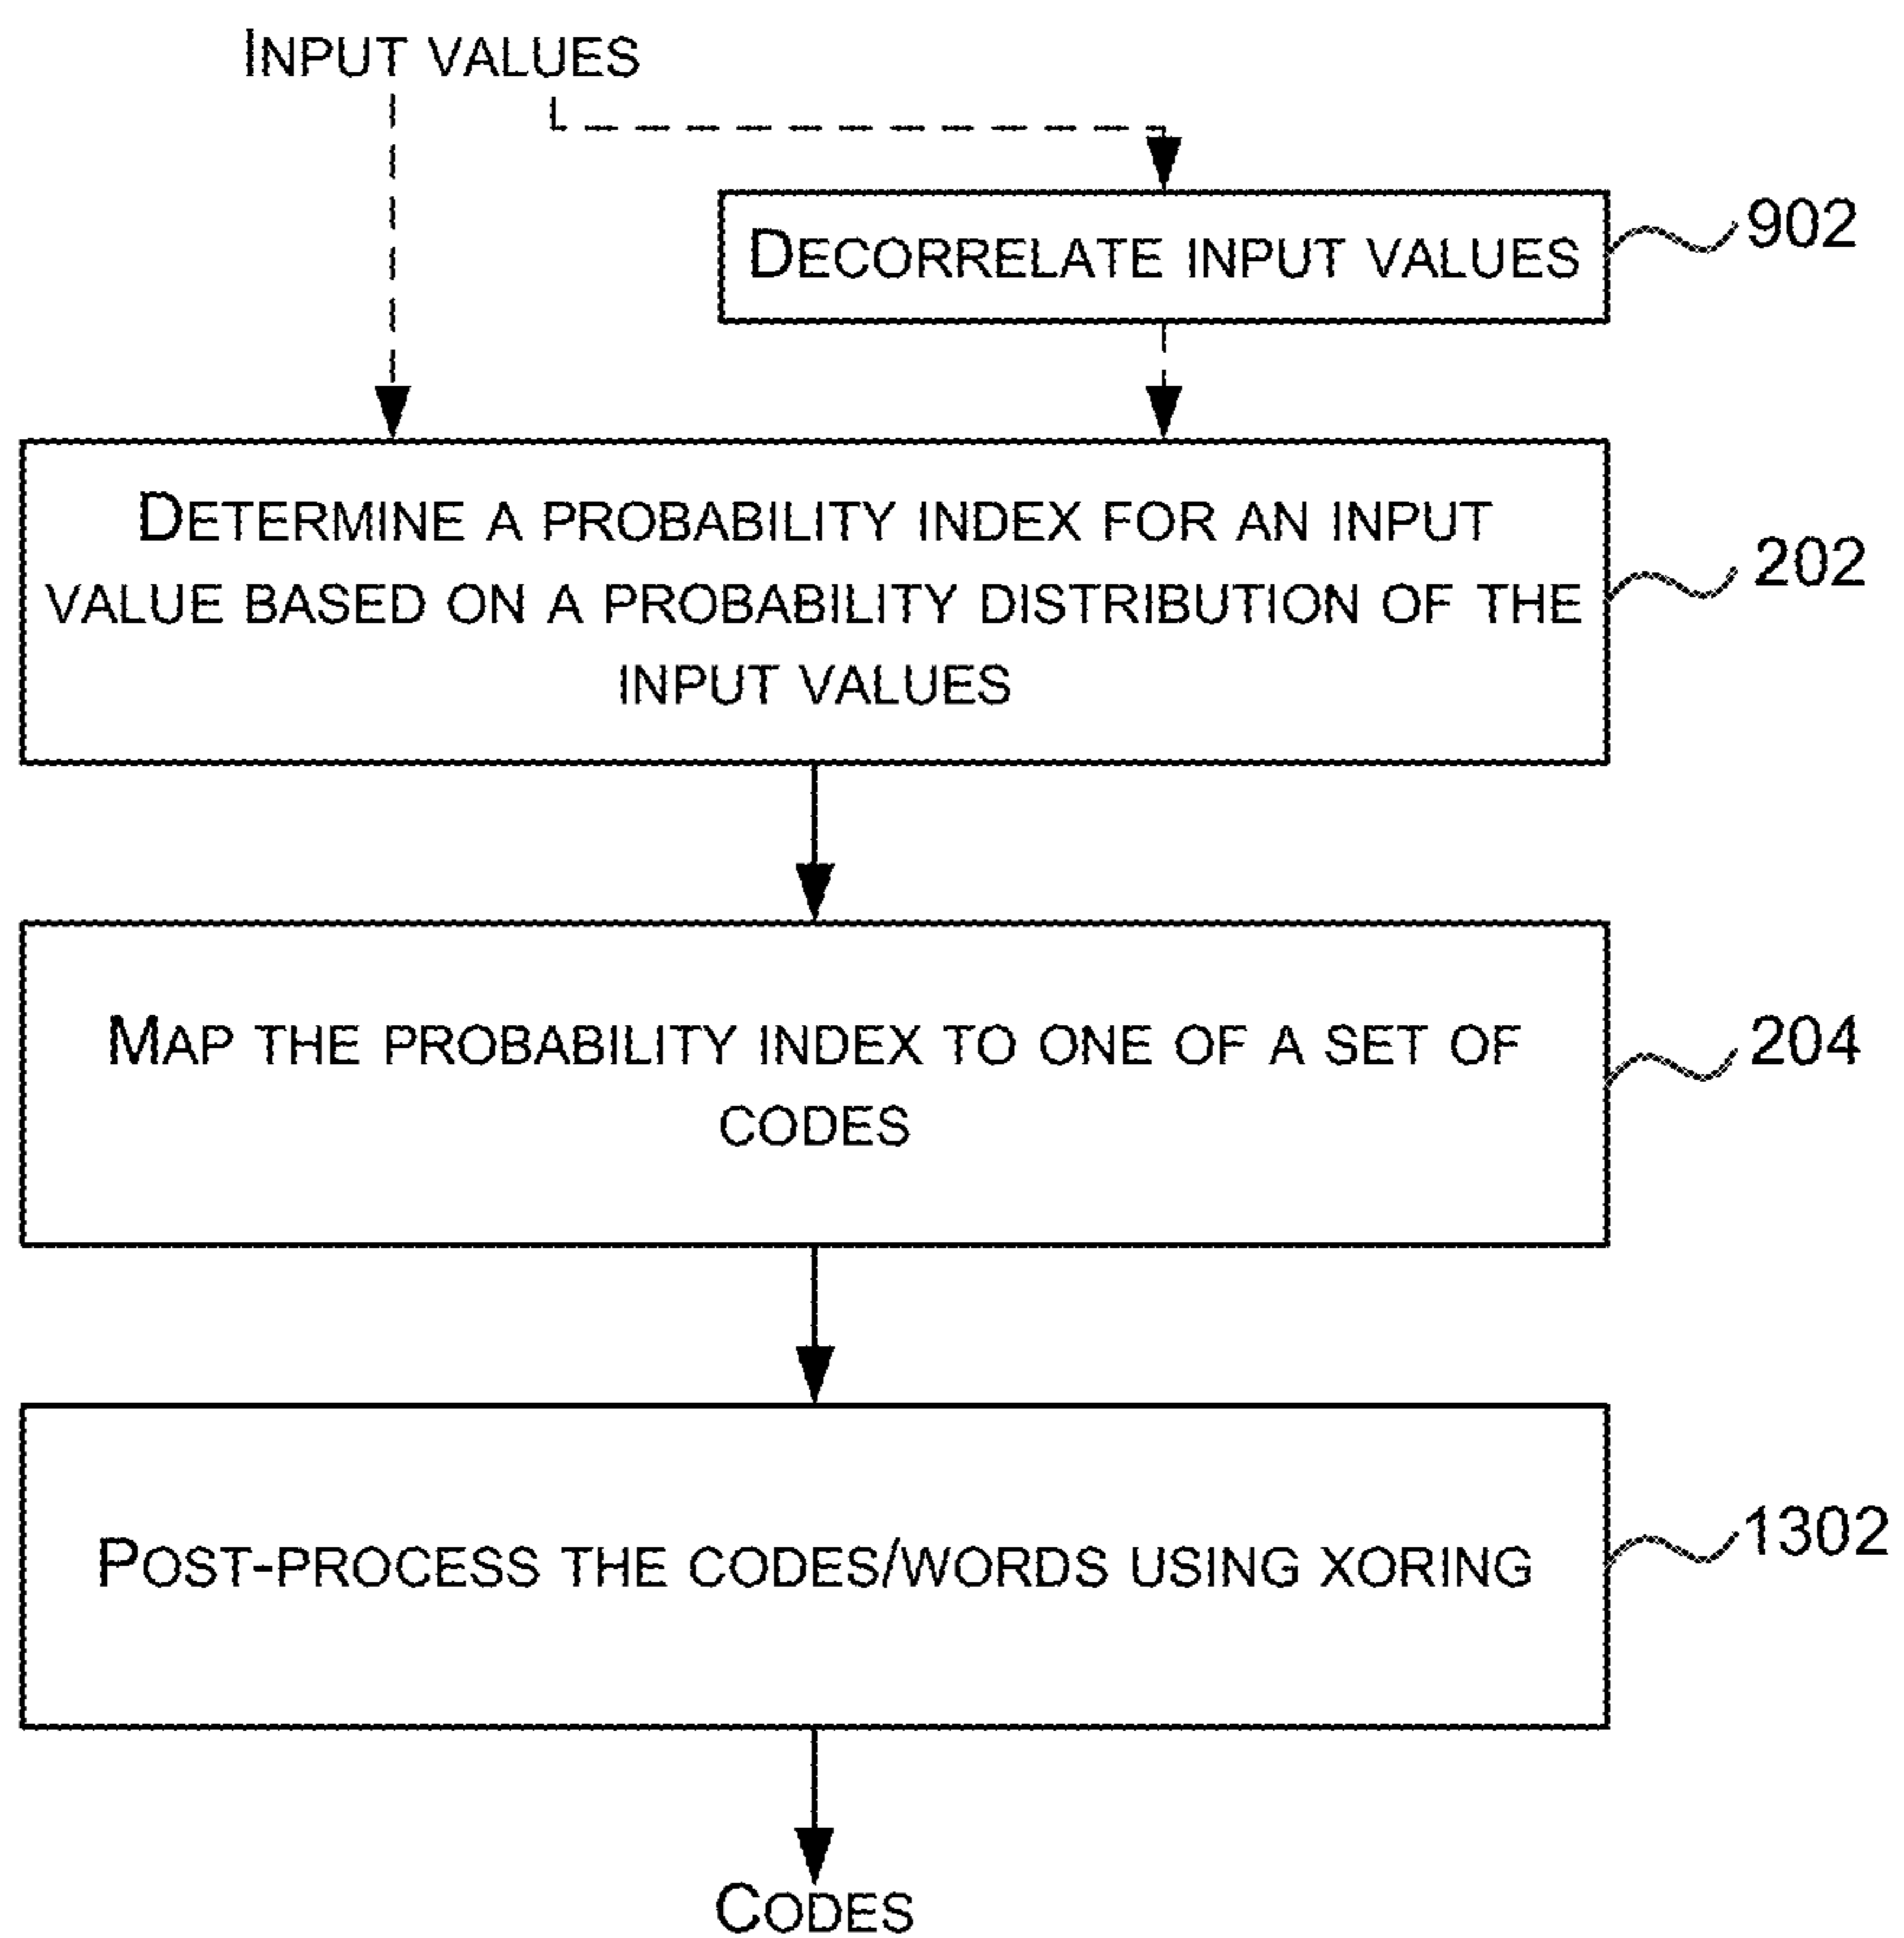 INPUT VALUES
DECORRELATE INPUT VALUES
902
DETERMINE A PROBABILITY INDEX FOR AN INPUT
VALUE BASED ON A PROBABILITY DISTRIBUTION OF THE
INPUT VALUES
202
MAP THE PROBABILITY INDEX TO ONE OF A SET OF
CODES
204
POST-PROCESS THE CODES/WORDS USING XORING
1302
CODES